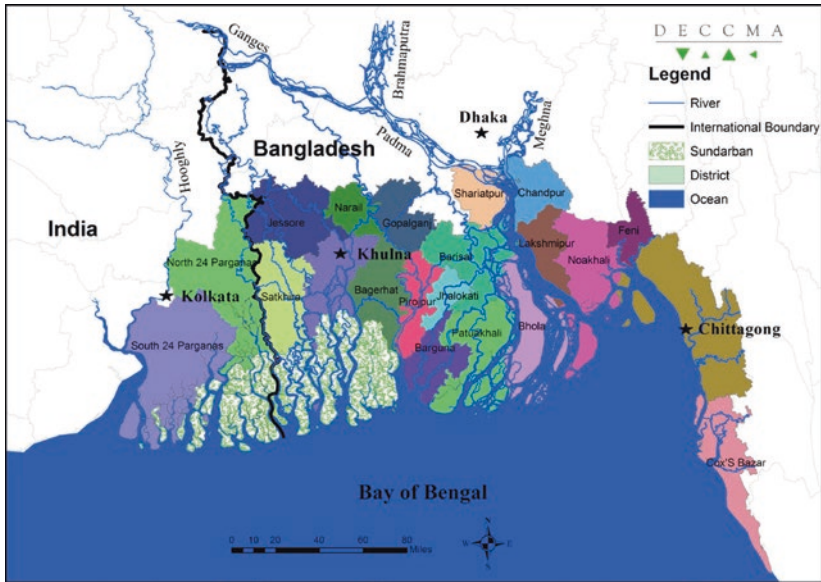 D E C C M A
Legend
River
International Boundary
Sundarban
District
Ocean
Ganges
Brahmaputra
Padma
Dhaka
Meghna
Hooghly
Bangladesh
India
Shariatpur
Chandpur
Narail
Gopalganj
Jessore
Feni
Lakshmipur
Noakhali
Barisal
Khulna
North 24 Parganas
Bagerhat
Pirojpur
Jhalokati
Satkhira
Kolkata
Bhola
Patuakhali
Chittagong
South 24 Parganas
Barguna
Cox'S Bazar
Bay of Bengal
N
W
E
S
0 10 20 40 60 80
Miles